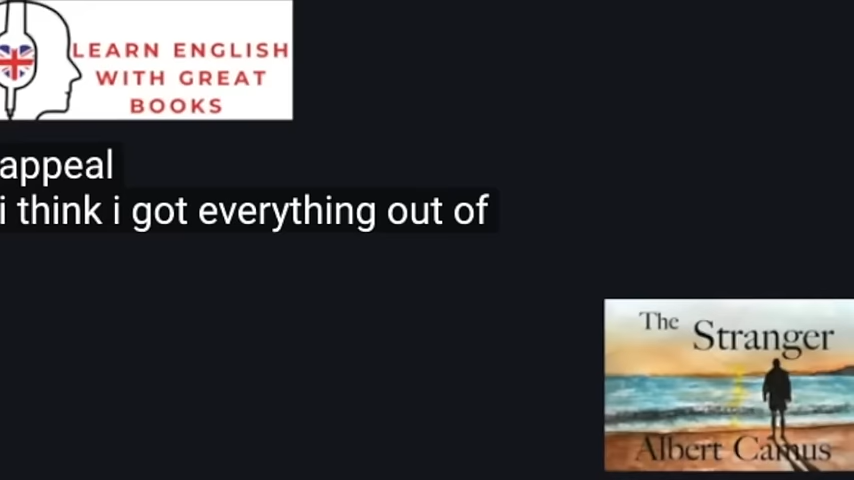 LEARN ENGLISH
WITH GREAT
BOOKS
appeal
i think i got everything out of
The Stranger
Albert Camus